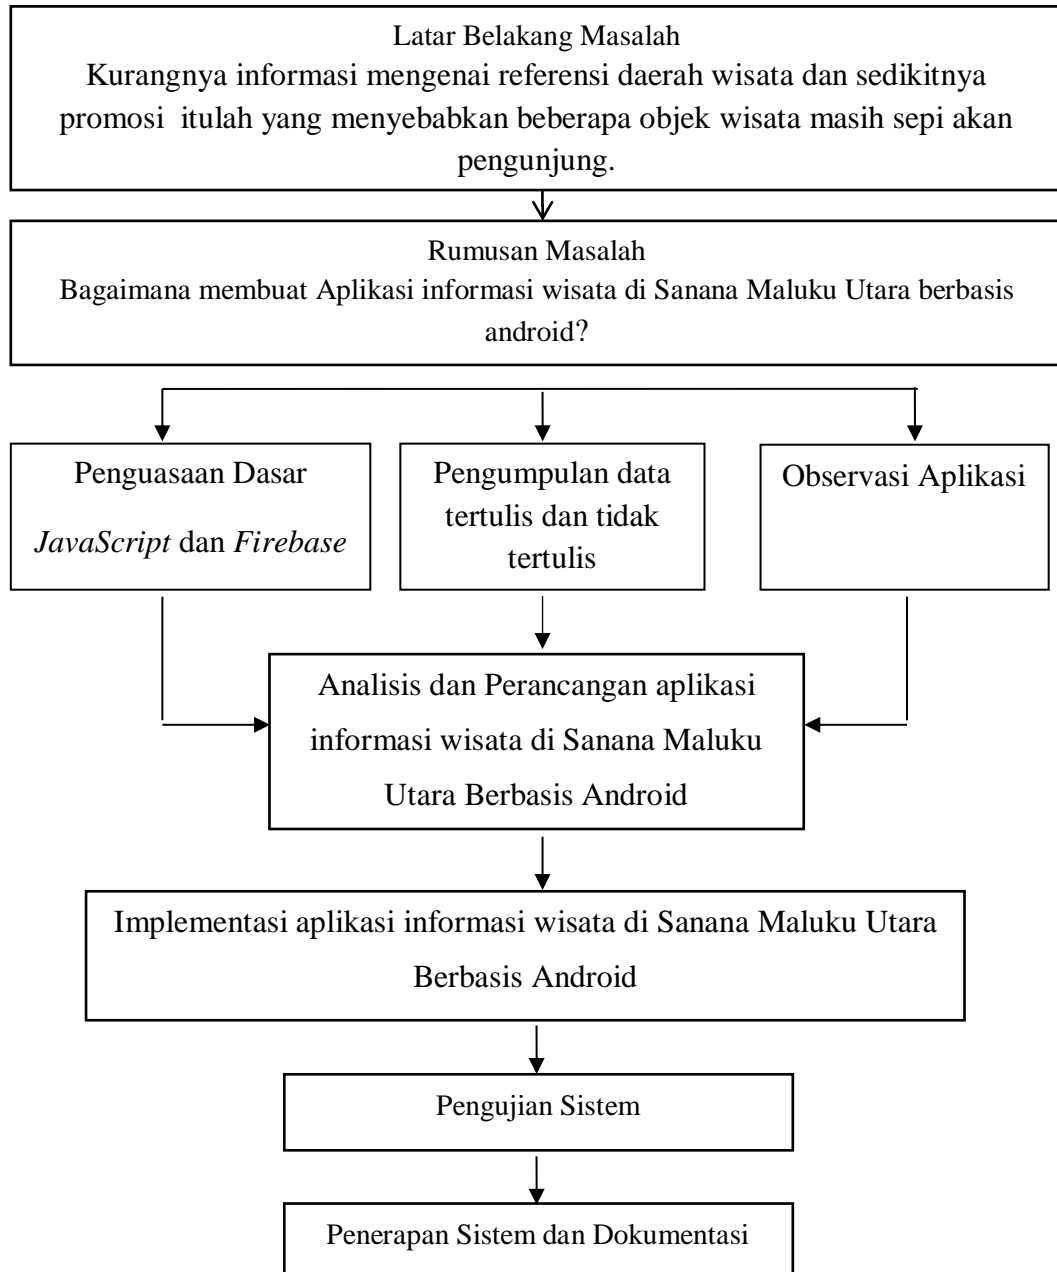 Latar Belakang Masalah
Kurangnya informasi mengenai referensi daerah wisata dan sedikitnya
promosi  itulah yang menyebabkan beberapa objek wisata masih sepi akan
pengunjung.
Rumusan Masalah
Bagaimana membuat Aplikasi informasi wisata di Sanana Maluku Utara berbasis
android?
Penguasaan Dasar
JavaScript dan Firebase
Pengumpulan data
tertulis dan tidak
tertulis
Observasi Aplikasi
Analisis dan Perancangan aplikasi
informasi wisata di Sanana Maluku
Utara Berbasis Android
Implementasi aplikasi informasi wisata di Sanana Maluku Utara
Berbasis Android
Pengujian Sistem
Penerapan Sistem dan Dokumentasi